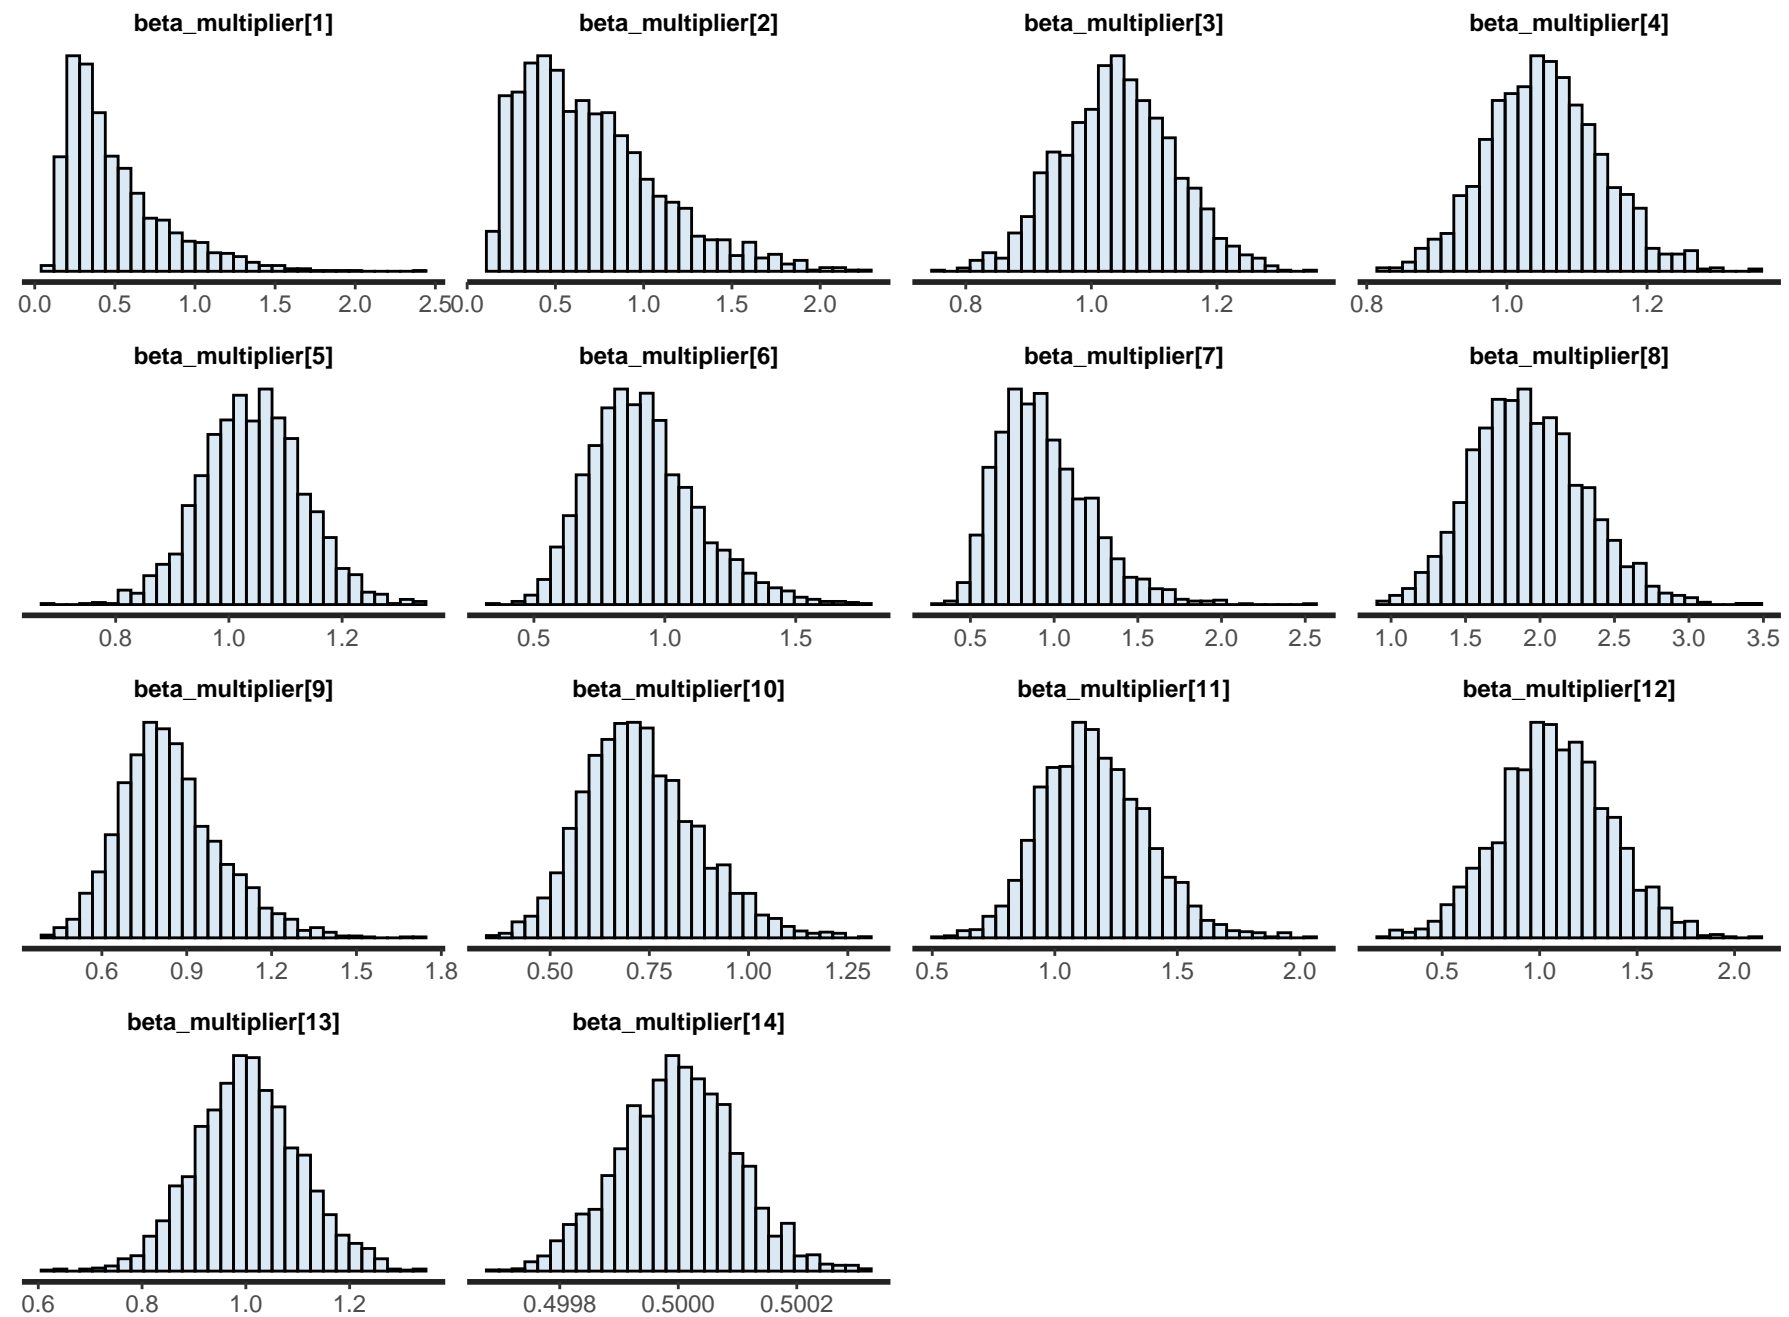 beta_multiplier[1] beta_multiplier[2] beta_multiplier[3] beta_multiplier[4]
0.0 0.5 1.0 1.5 2.0 2.5 0.0 0.5 1.0 1.5 2.0 0.8 1.0 1.2 0.8 1.0 1.2
beta_multiplier[5] beta_multiplier[6] beta_multiplier[7] beta_multiplier[8]
0.8 1.0 1.2 0.5 1.0 1.5 0.5 1.0 1.5 2.0 2.5 1.0 1.5 2.0 2.5 3.0 3.5
beta_multiplier[9] beta_multiplier[10] beta_multiplier[11] beta_multiplier[12]
0.6 0.9 1.2 1.5 1.8 0.50 0.75 1.00 1.25 0.5 1.0 1.5 2.0 0.5 1.0 1.5 2.0
beta_multiplier[13] beta_multiplier[14]
0.6 0.8 1.0 1.2 0.4998 0.5000 0.5002